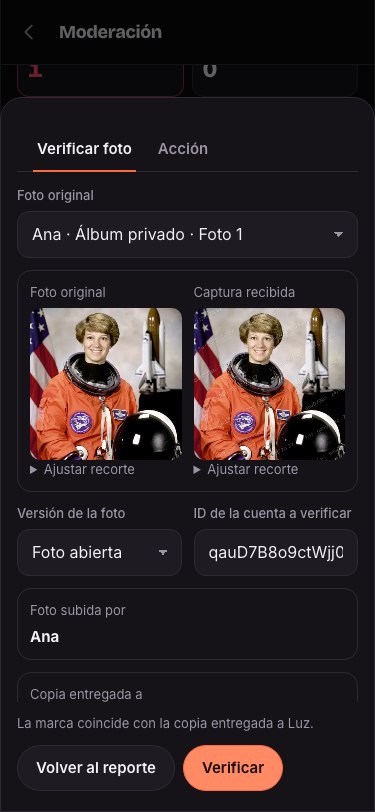 Moderación
1
0
Verificar foto
Acción
Foto original
Ana · Álbum privado · Foto 1
Foto original
Captura recibida
Ajustar recorte
Ajustar recorte
Versión de la foto
ID de la cuenta a verificar
Foto abierta
qauD7B8o9ctWjj0
Foto subida por
Ana
Copia entregada a
La marca coincide con la copia entregada a Luz.
Volver al reporte
Verificar